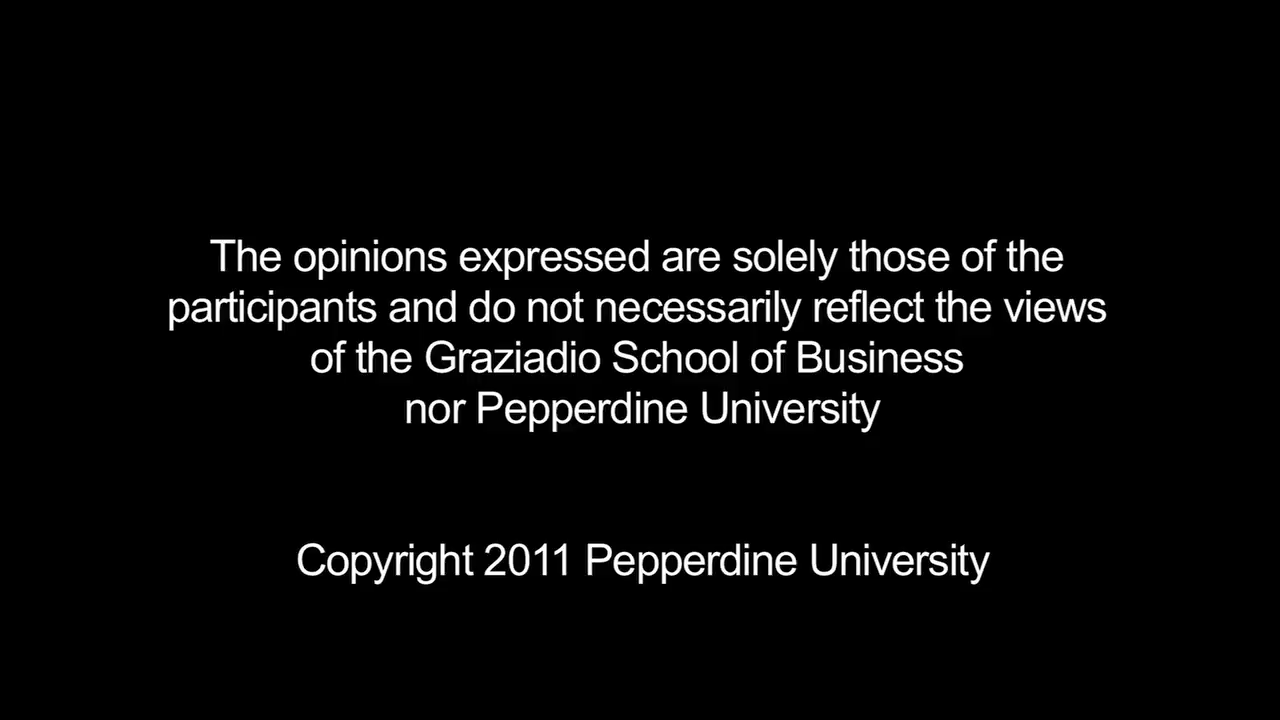 The opinions expressed are solely those of the
participants and do not necessarily reflect the views
of the Graziadio School of Business
nor Pepperdine University
Copyright 2011 Pepperdine University